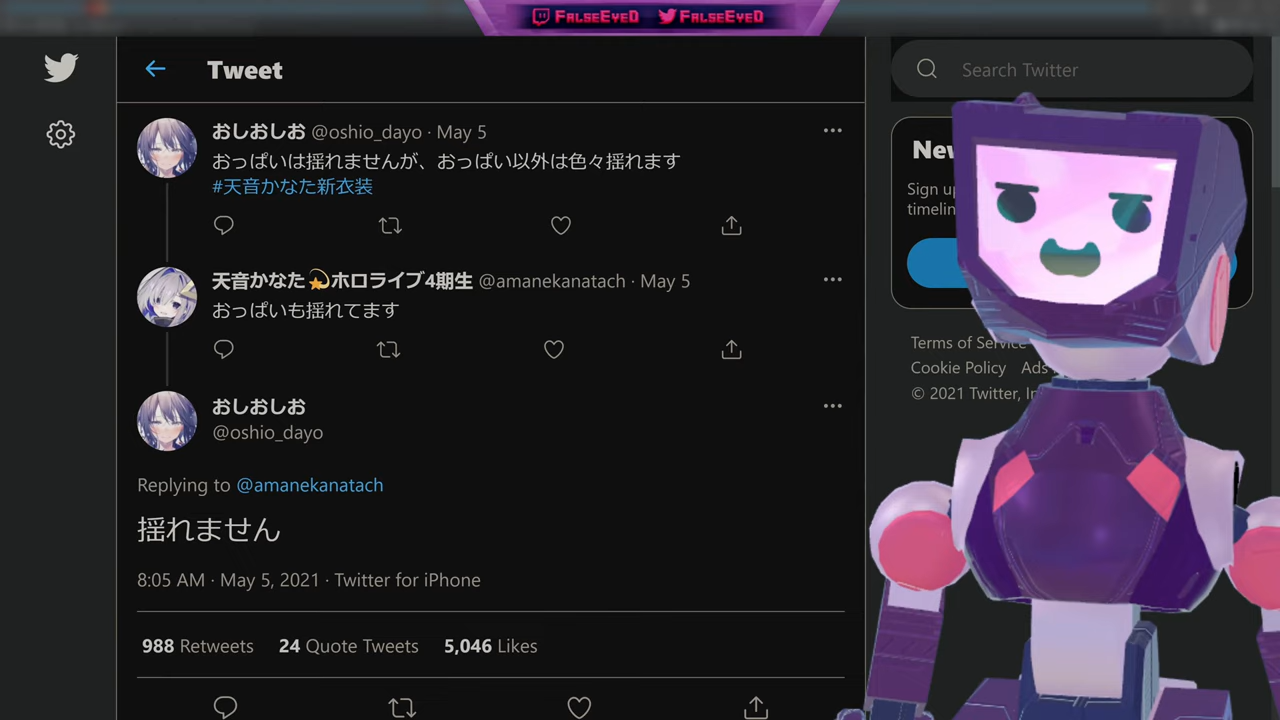 FalseEyeD FalseEyeD
Tweet
Search Twitter
おしおしお @oshio_dayo · May 5
おっぱいは揺れませんが、おっぱい以外は色々揺れます
#天音かなた新衣装
天音かなた💫ホロライブ4期生 @amanekanatach · May 5
おっぱいも揺れてます
おしおしお
@oshio_dayo
Replying to @amanekanatach
揺れません
8:05 AM · May 5, 2021 · Twitter for iPhone
988 Retweets 24 Quote Tweets 5,046 Likes
Sign
Terms of Service
Cookie Policy Ads
© 2021 Twitter,